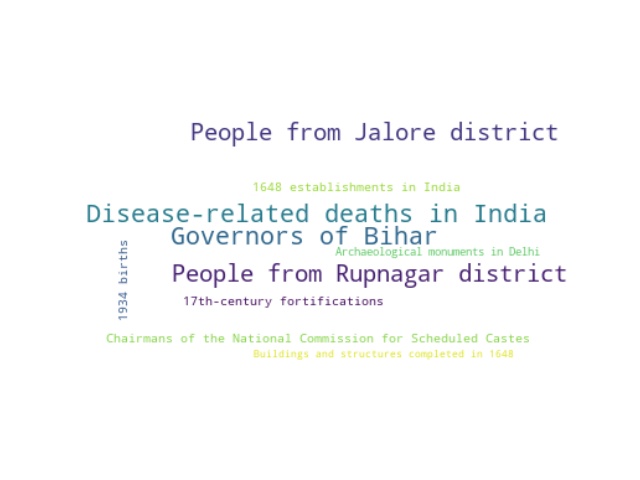 People from Jalore district
1648 establishments in India
Disease-related deaths in India
Governors of Bihar
Archaeological monuments in Delhi
1934 births
People from Rupnagar district
17th-century fortifications
Chairmans of the National Commission for Scheduled Castes
Buildings and structures completed in 1648